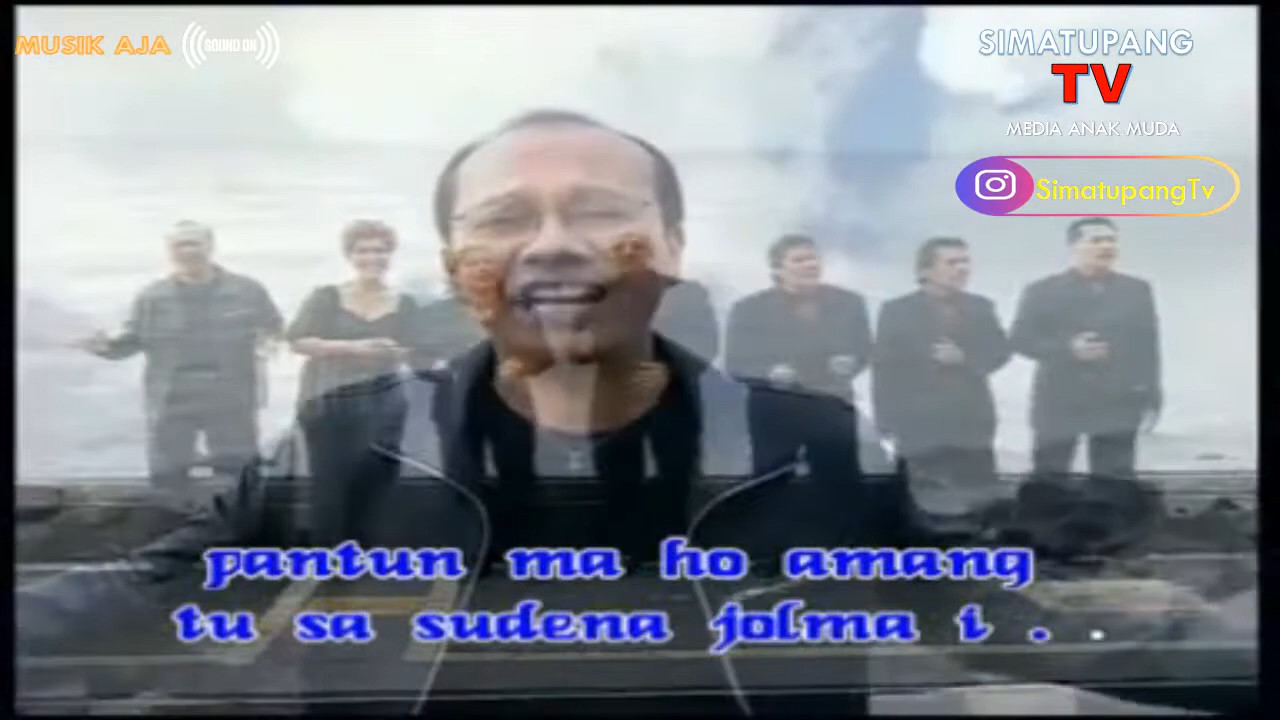 MUSIK AJA
SOUND ON
SIMATUPANG
TV
MEDIA ANAK MUDA
SimatupangTv
pantun ma ho amang
tu sa sudena jolma i . .